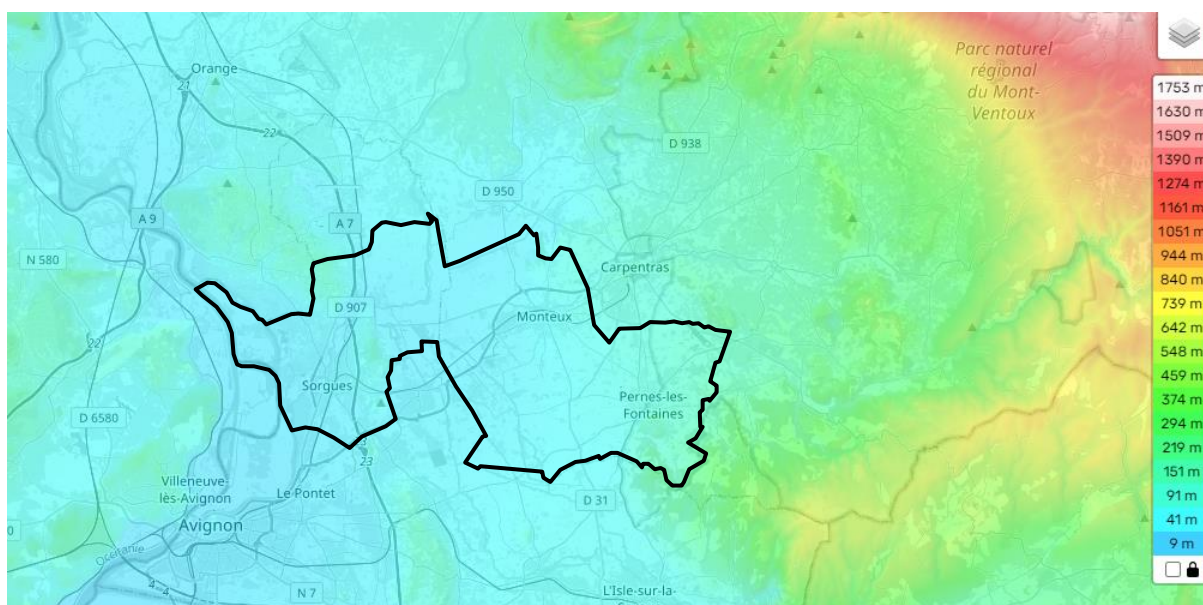 Orange
21
22
Parc naturel
régional
du Mont-
Ventoux
D 938
D 950
A 9
A 7
N 580
Carpentras
D 907
Monteux
22
Sorgues
Pernes-les-
Fontaines
D 6580
23
Villeneuve-
lès-Avignon
Le Pontet
D 31
Avignon
Occitanie
N 7
L'Isle-sur-la-
1753 m
1630 m
1509 m
1390 m
1274 m
1161 m
1051 m
944 m
840 m
739 m
642 m
548 m
459 m
374 m
294 m
219 m
151 m
91 m
41 m
9 m